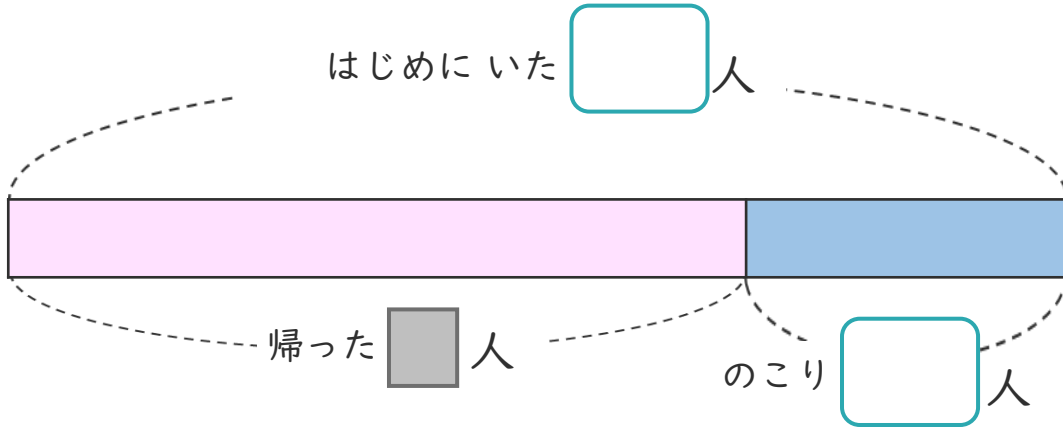 はじめに いた 人
帰った 人
のこり 人